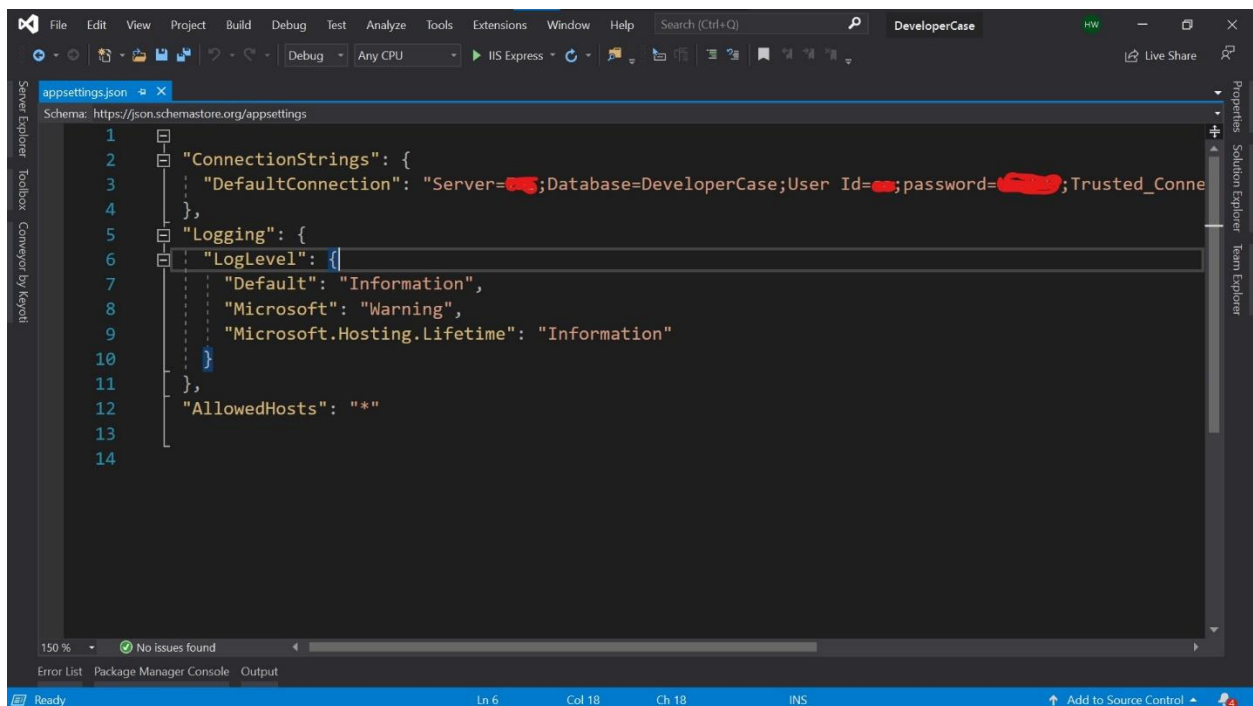 File Edit View Project Build Debug Test Analyze Tools Extensions Window Help Search (Ctrl+Q) DeveloperCase HW
Debug Any CPU IIS Express Live Share
Server Explorer
Toolbox
Conveyor by Keyoti
appsettings.json
Schema: https://json.schemastore.org/appsettings
1
2 "ConnectionStrings": {
3 "DefaultConnection": "Server= ;Database=DeveloperCase;User Id= ;password= ;Trusted_Conne
4 },
5 "Logging": {
6 "LogLevel": {
7 "Default": "Information",
8 "Microsoft": "Warning",
9 "Microsoft.Hosting.Lifetime": "Information"
10 }
11 },
12 "AllowedHosts": "*"
13
14
Properties
Solution Explorer
Team Explorer
150 % No issues found
Error List Package Manager Console Output
Ready Ln 6 Col 18 Ch 18 INS Add to Source Control 4